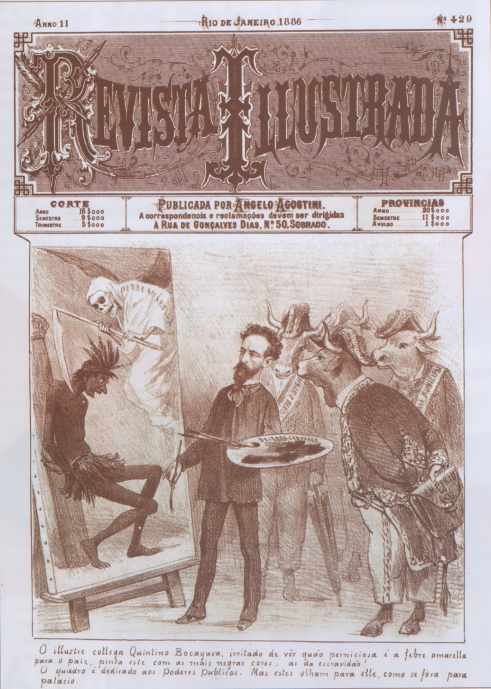 Anno 11
Rio de Janeiro, 1886
Nº 429
Revista Illustrada
CORTE
Anno 16$000
Semestre 9$000
Trimestre 5$000
Publicada por Angelo Agostini.
A correspondencia e reclamações devem ser dirigidas
À Rua de Gonçalves Dias, Nº 50, Sobrado.
PROVINCIAS
Anno 20$000
Semestre 11$000
Avulso 1$000
O illustre collega Quintino Bocayuva, irritado de vêr quão perniciosa é a febre amarella
para o paiz, pinta este com as mais negras cores: as da escravidão!
O quadro é dedicado aos Poderes Publicos. Mas estes olham para elle, como se fora para
palacio.